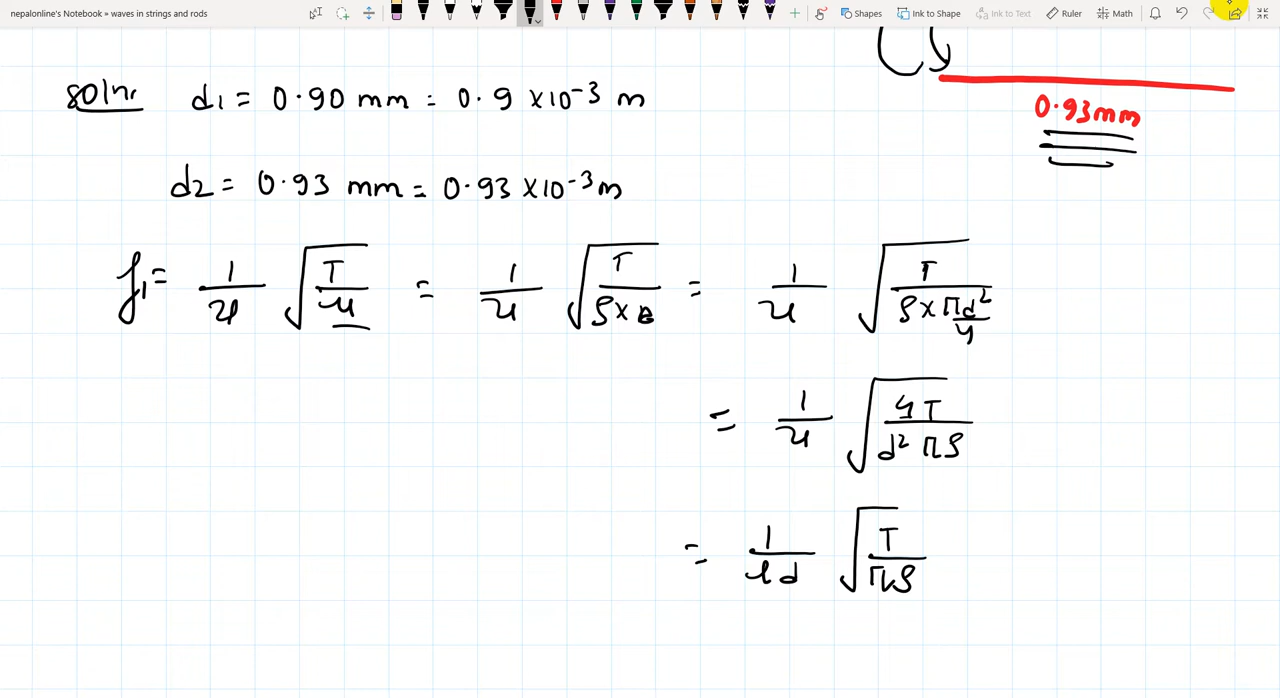 nepalonline's Notebook » waves in strings and rods
Shapes Ink to Shape Ink to Text Ruler Math
0.93mm
soln. d1 = 0.90 mm = 0.9 ×10⁻³ m
d2 = 0.93 mm = 0.93 ×10⁻³ m
f₁ = 1/2l √(T/μ) = 1/2l √(T/(ρ×A)) = 1/2l √(T/(ρ×πd²/4))
= 1/2l √(4T/(d²πρ))
= 1/ld √(T/(πρ))